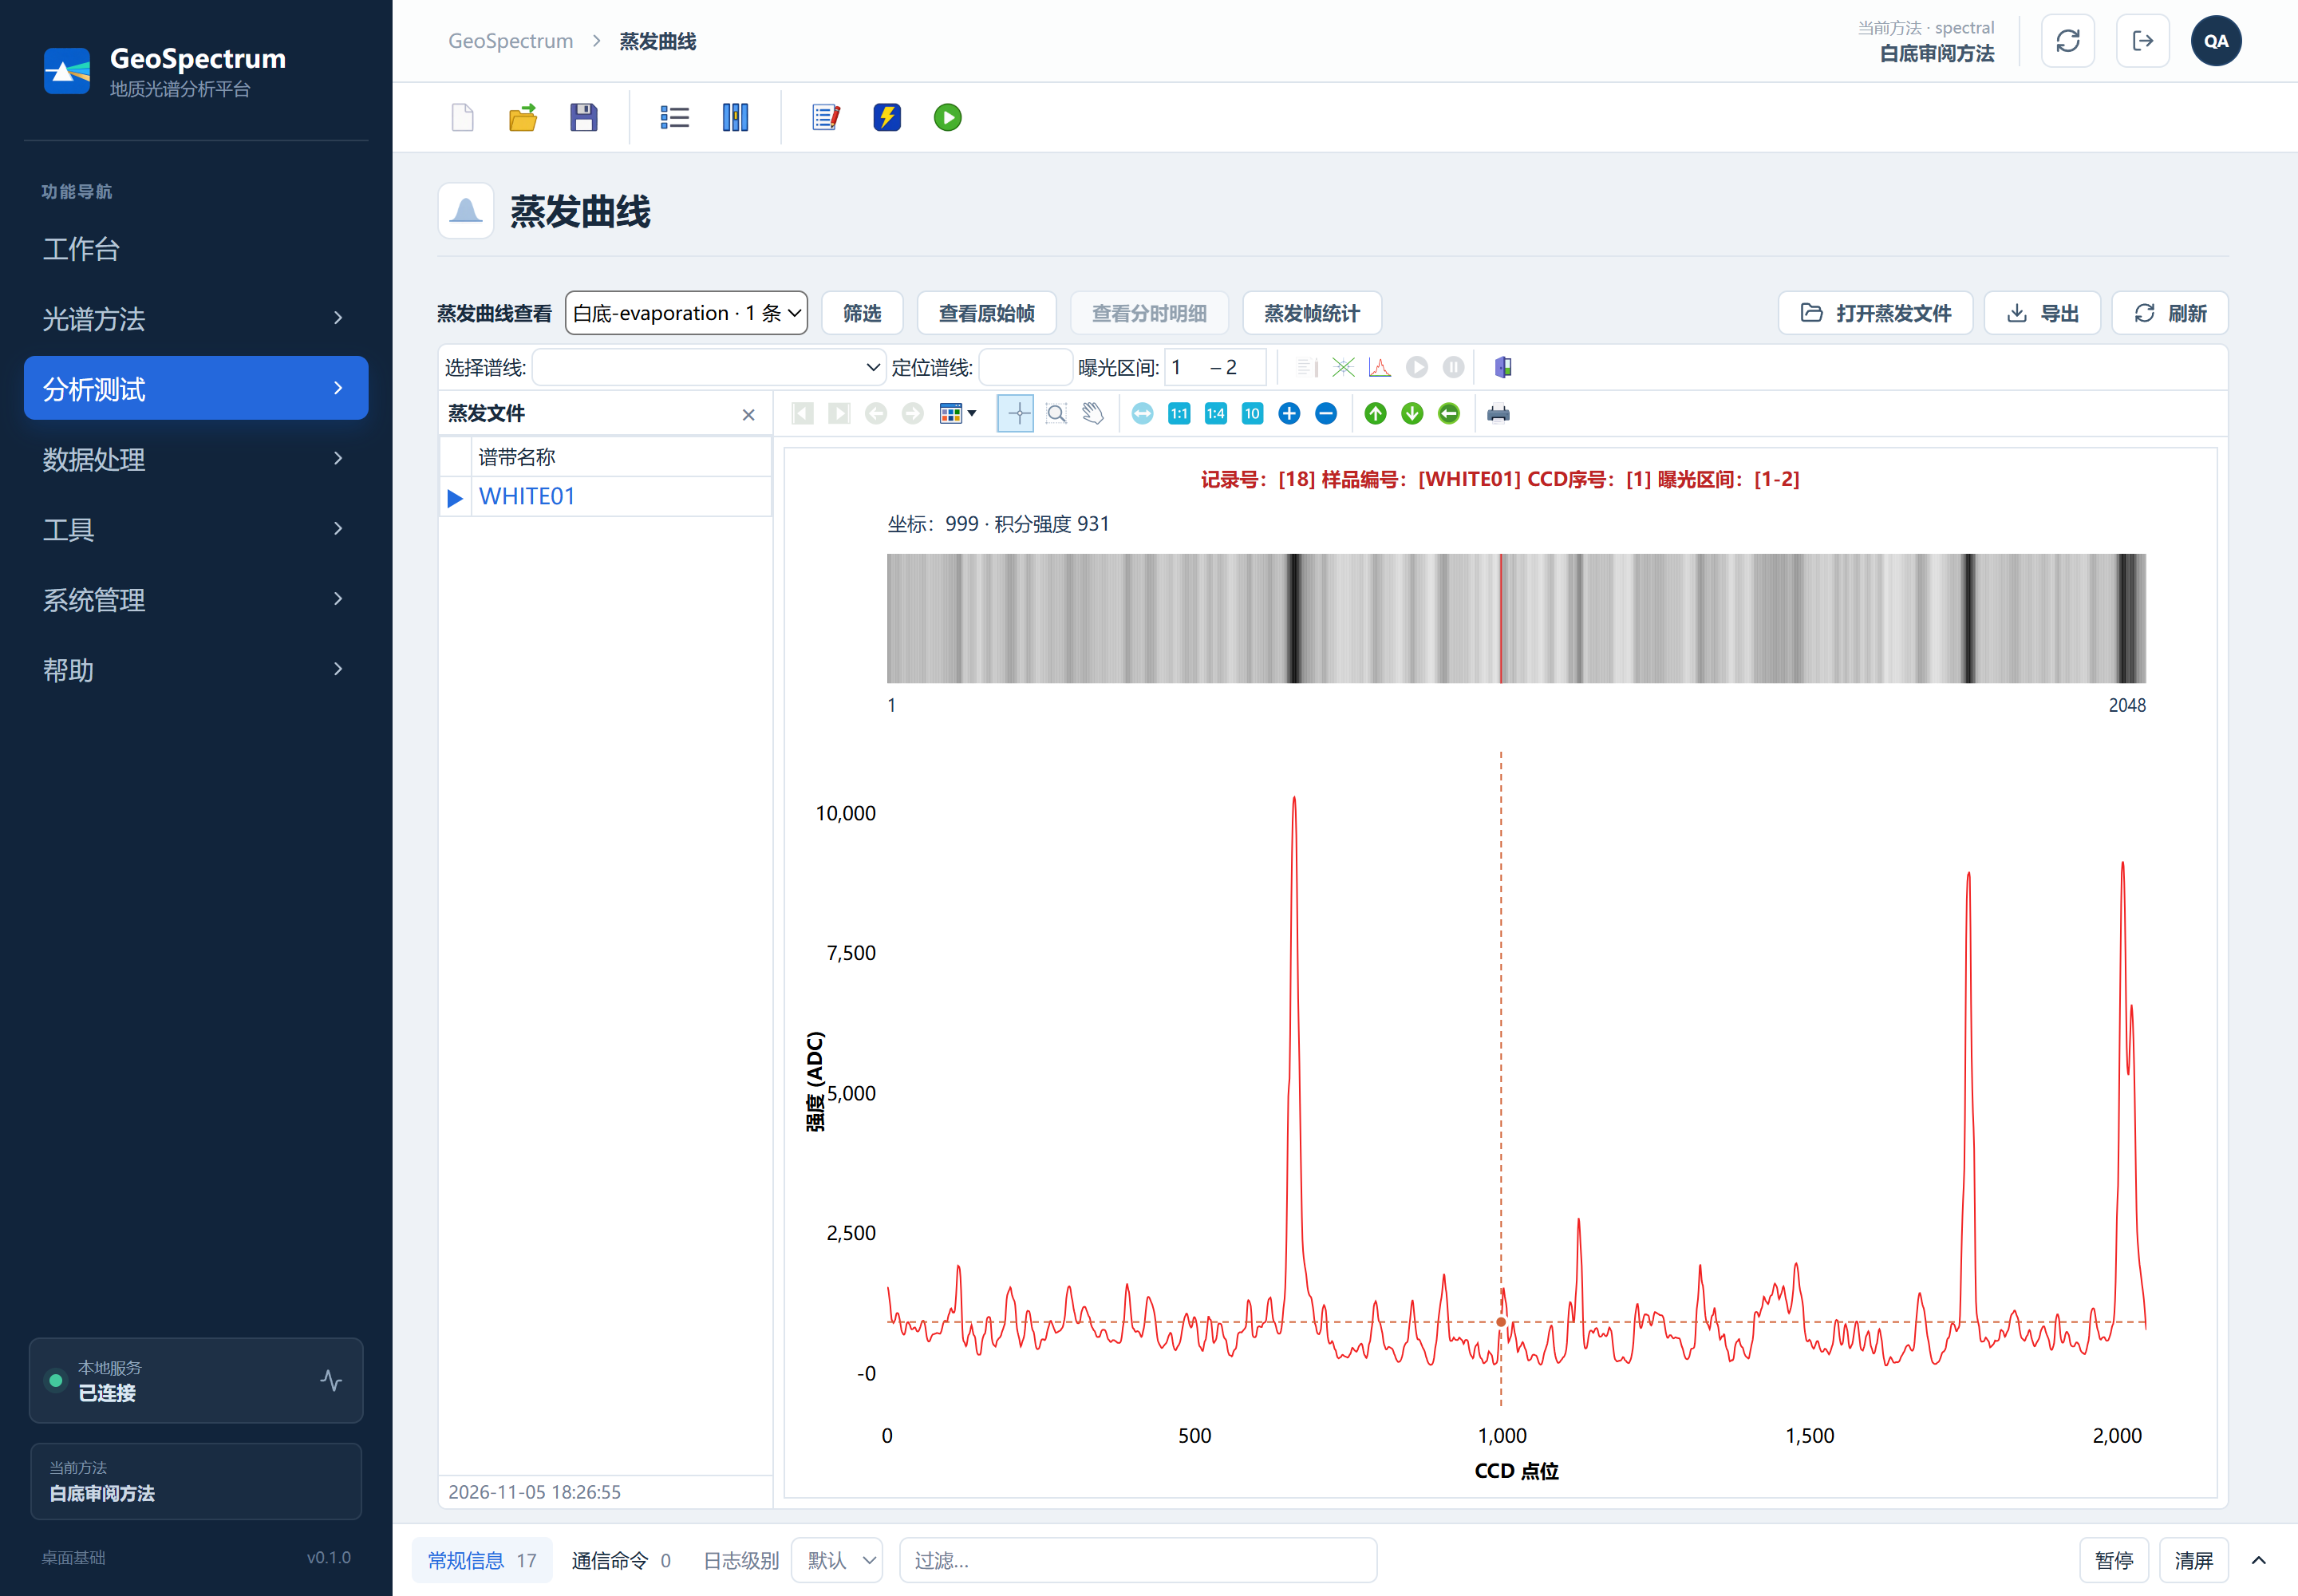 GeoSpectrum
地质光谱分析平台
功能导航
工作台
光谱方法
分析测试
数据处理
工具
系统管理
帮助
本地服务
已连接
当前方法
白底审阅方法
桌面基础 v0.1.0
GeoSpectrum 蒸发曲线
当前方法 · spectral
白底审阅方法
QA
蒸发曲线
蒸发曲线查看 白底-evaporation · 1 条 筛选 查看原始帧 查看分时明细 蒸发帧统计 打开蒸发文件 导出 刷新
选择谱线: 定位谱线: 曝光区间: 1 – 2
蒸发文件
1:1 1:4 10
谱带名称
WHITE01
2026-11-05 18:26:55
记录号：[18] 样品编号：[WHITE01] CCD序号：[1] 曝光区间：[1-2]
坐标：999 · 积分强度 931
1 2048
10,000
7,500
5,000
2,500
-0
强度 (ADC)
0 500 1,000 1,500 2,000
CCD 点位
常规信息 17 通信命令 0 日志级别 默认 过滤... 暂停 清屏